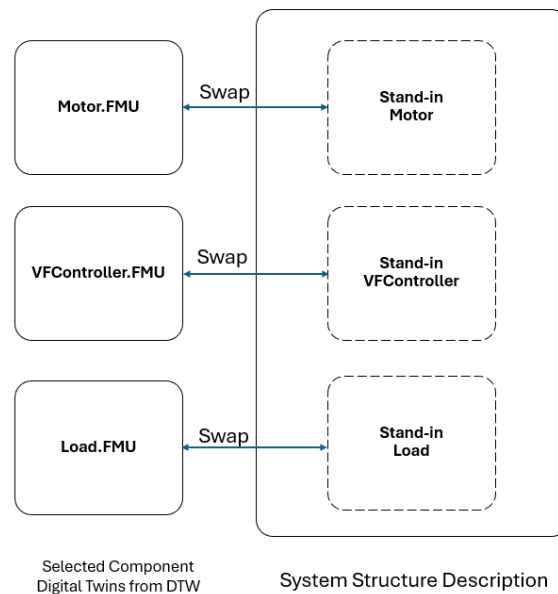 Motor.FMU
Swap
Stand-in
Motor
VFController.FMU
Swap
Stand-in
VFController
Load.FMU
Swap
Stand-in
Load
Selected Component
Digital Twins from DTW
System Structure Description